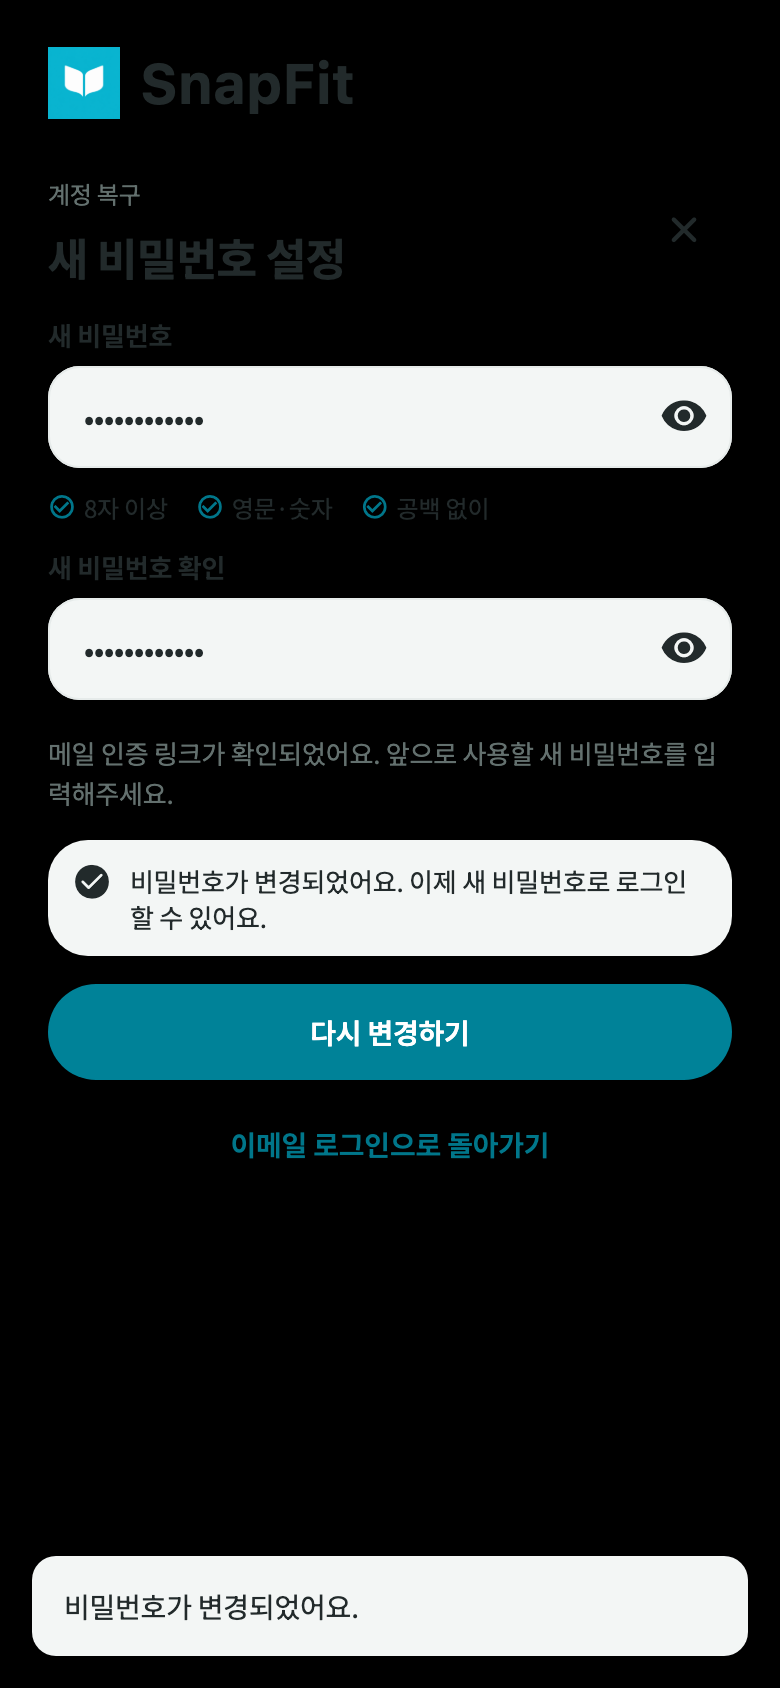 SnapFit
계정 복구
새 비밀번호 설정
새 비밀번호
••••••••••••
8자 이상 영문·숫자 공백 없이
새 비밀번호 확인
••••••••••••
메일 인증 링크가 확인되었어요. 앞으로 사용할 새 비밀번호를 입
력해주세요.
비밀번호가 변경되었어요. 이제 새 비밀번호로 로그인
할 수 있어요.
다시 변경하기
이메일 로그인으로 돌아가기
비밀번호가 변경되었어요.